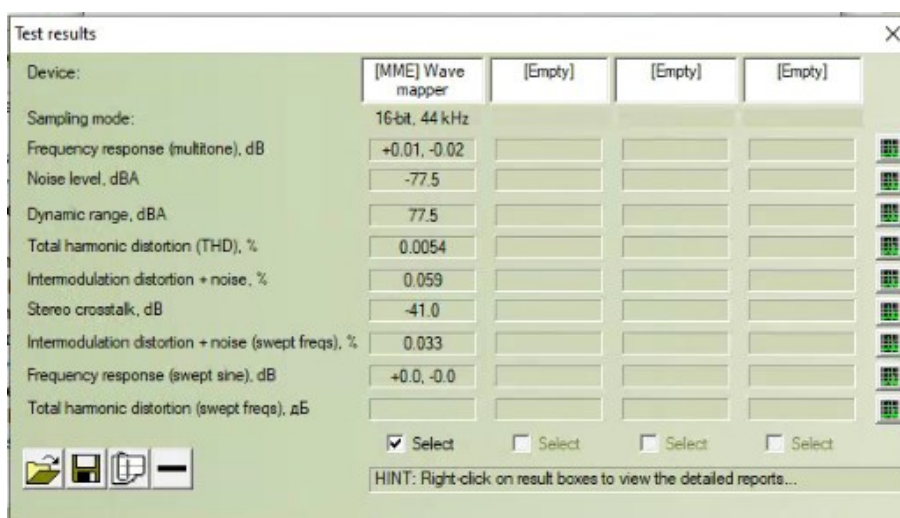 Test results
Device:
[MME] Wave mapper
[Empty]
[Empty]
[Empty]
Sampling mode:
16-bit, 44 kHz
Frequency response (multitone), dB
+0.01, -0.02
Noise level, dBA
-77.5
Dynamic range, dBA
77.5
Total harmonic distortion (THD), %
0.0054
Intermodulation distortion + noise, %
0.059
Stereo crosstalk, dB
-41.0
Intermodulation distortion + noise (swept freqs), %
0.033
Frequency response (swept sine), dB
+0.0, -0.0
Total harmonic distortion (swept freqs), дБ
Select
Select
Select
Select
HINT: Right-click on result boxes to view the detailed reports...